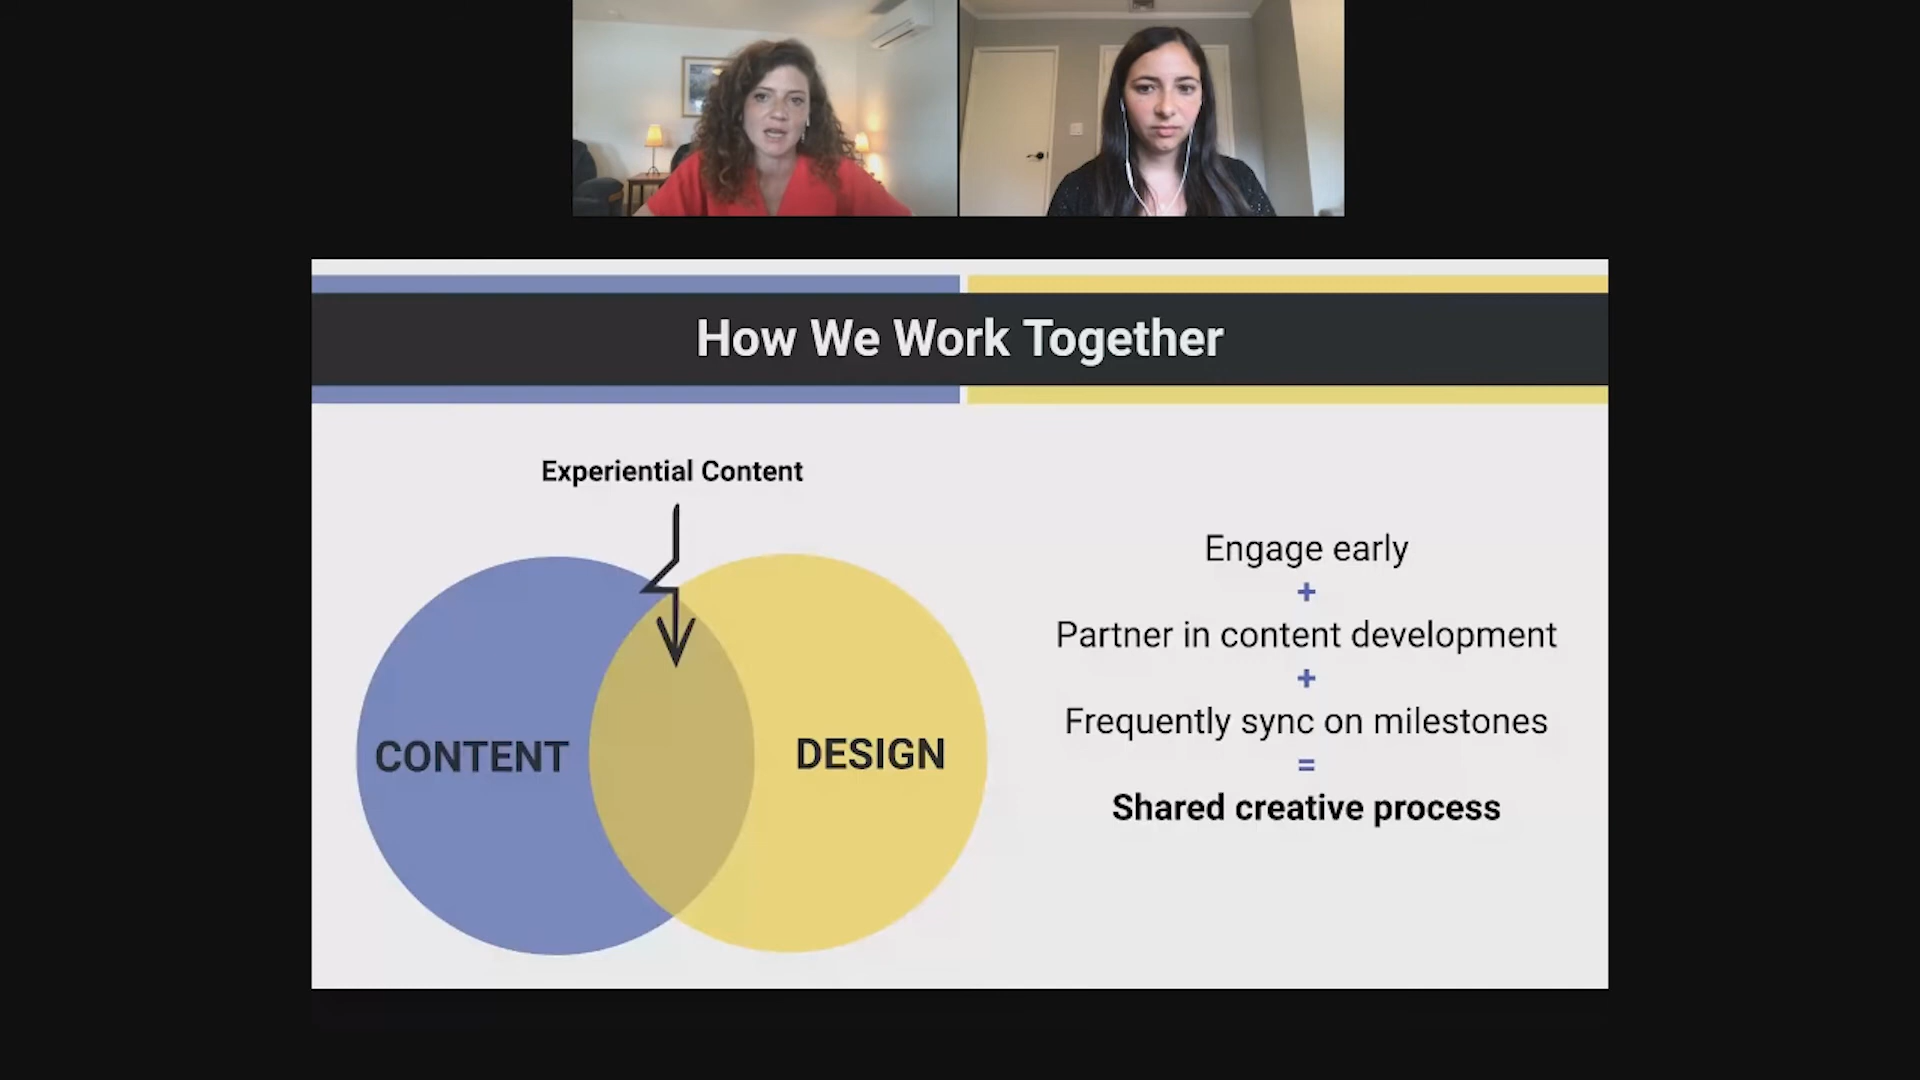 How We Work Together
Experiential Content
CONTENT
DESIGN
Engage early
+
Partner in content development
+
Frequently sync on milestones
=
Shared creative process